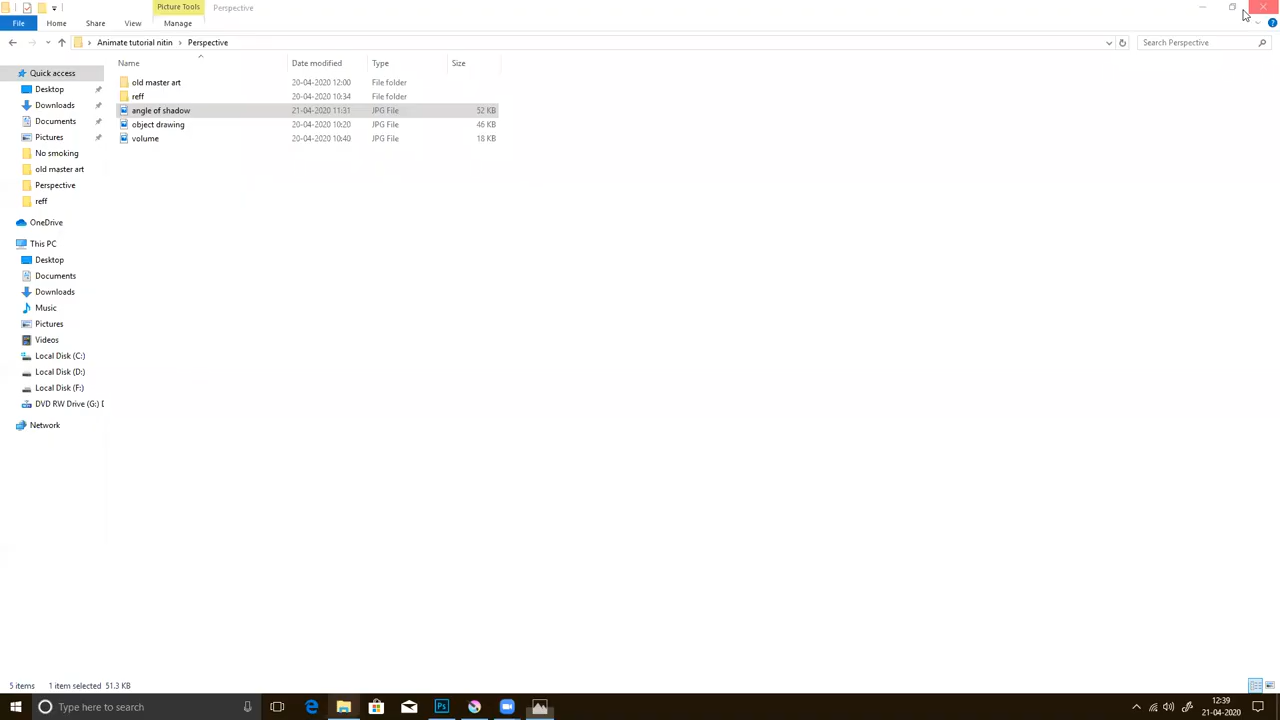 Picture Tools
Perspective
File
Home
Share
View
Manage
Animate tutorial nitin
Perspective
Search Perspective
Name
Date modified
Type
Size
Quick access
Desktop
Downloads
Documents
Pictures
No smoking
old master art
Perspective
reff
OneDrive
This PC
Desktop
Documents
Downloads
Music
Pictures
Videos
Local Disk (C:)
Local Disk (D:)
Local Disk (F:)
DVD RW Drive (G:) D
Network
old master art 20-04-2020 12:00 File folder
reff 20-04-2020 10:34 File folder
angle of shadow 21-04-2020 11:31 JPG File 52 KB
object drawing 20-04-2020 10:20 JPG File 46 KB
volume 20-04-2020 10:40 JPG File 18 KB
5 items 1 item selected 51.3 KB
Type here to search
Ps
12:39
21-04-2020